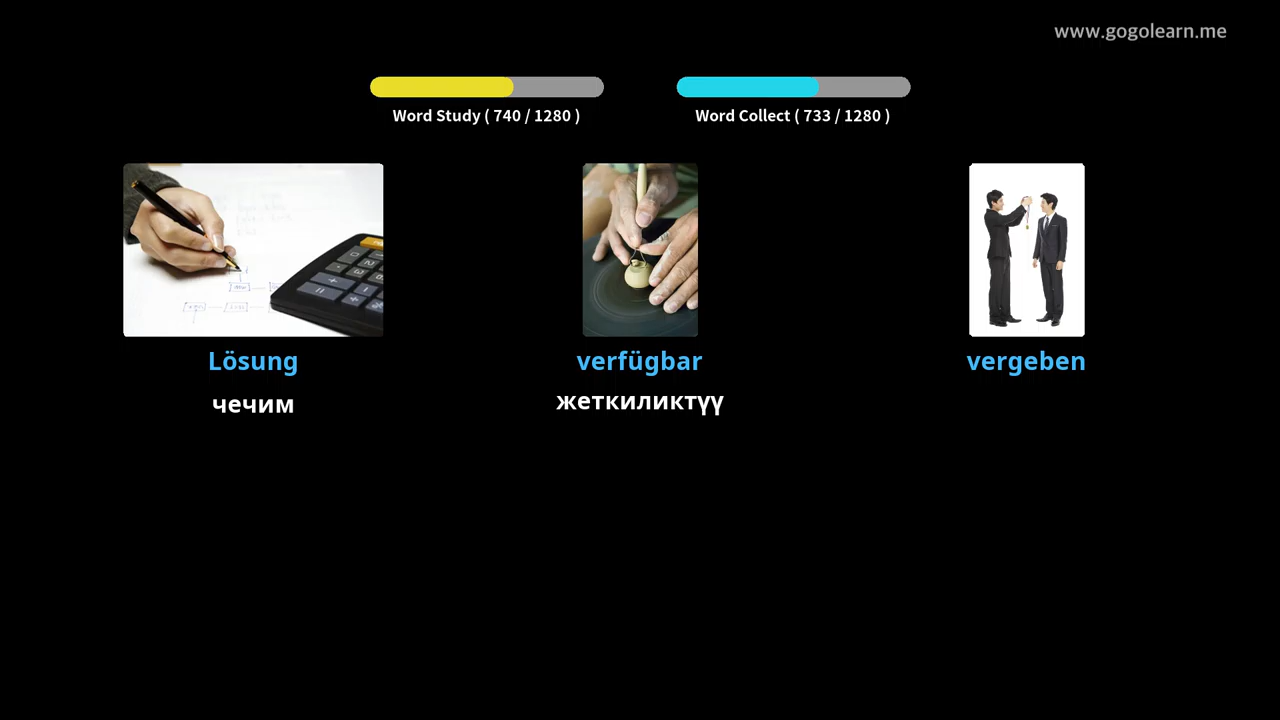 www.gogolearn.me
Word Study ( 740 / 1280 )
Word Collect ( 733 / 1280 )
Lösung
verfügbar
vergeben
чечим
жеткиликтүү